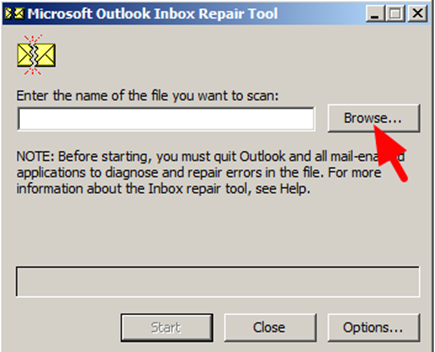 Microsoft Outlook Inbox Repair Tool
Enter the name of the file you want to scan:
Browse...
NOTE: Before starting, you must quit Outlook and all mail-enabled
applications to diagnose and repair errors in the file. For more
information about the Inbox repair tool, see Help.
Start
Close
Options...